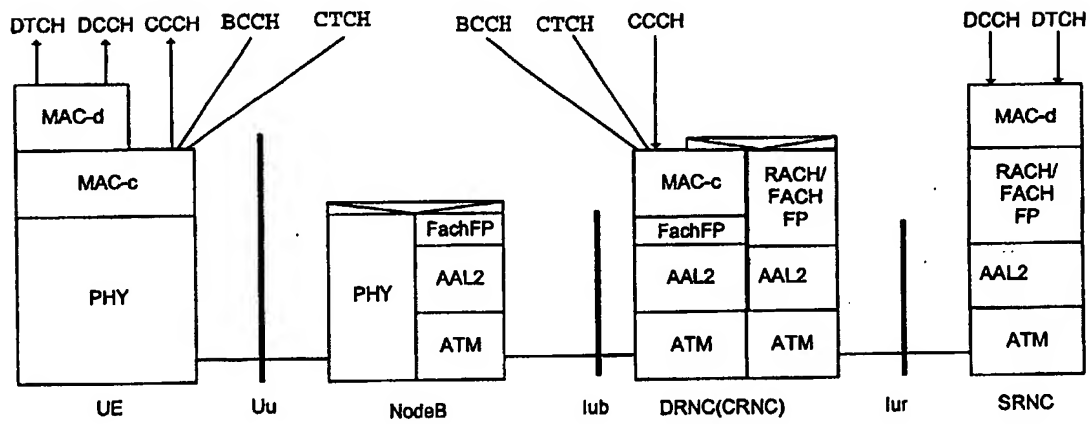 DTCH DCCH CCCH BCCH CTCH BCCH CTCH CCCH DCCH DTCH
MAC-d
MAC-c
PHY
UE
Uu
PHY
FachFP
AAL2
ATM
NodeB
Iub
MAC-c
FachFP
AAL2
ATM
RACH/
FACH
FP
AAL2
ATM
DRNC(CRNC)
Iur
MAC-d
RACH/
FACH
FP
AAL2
ATM
SRNC